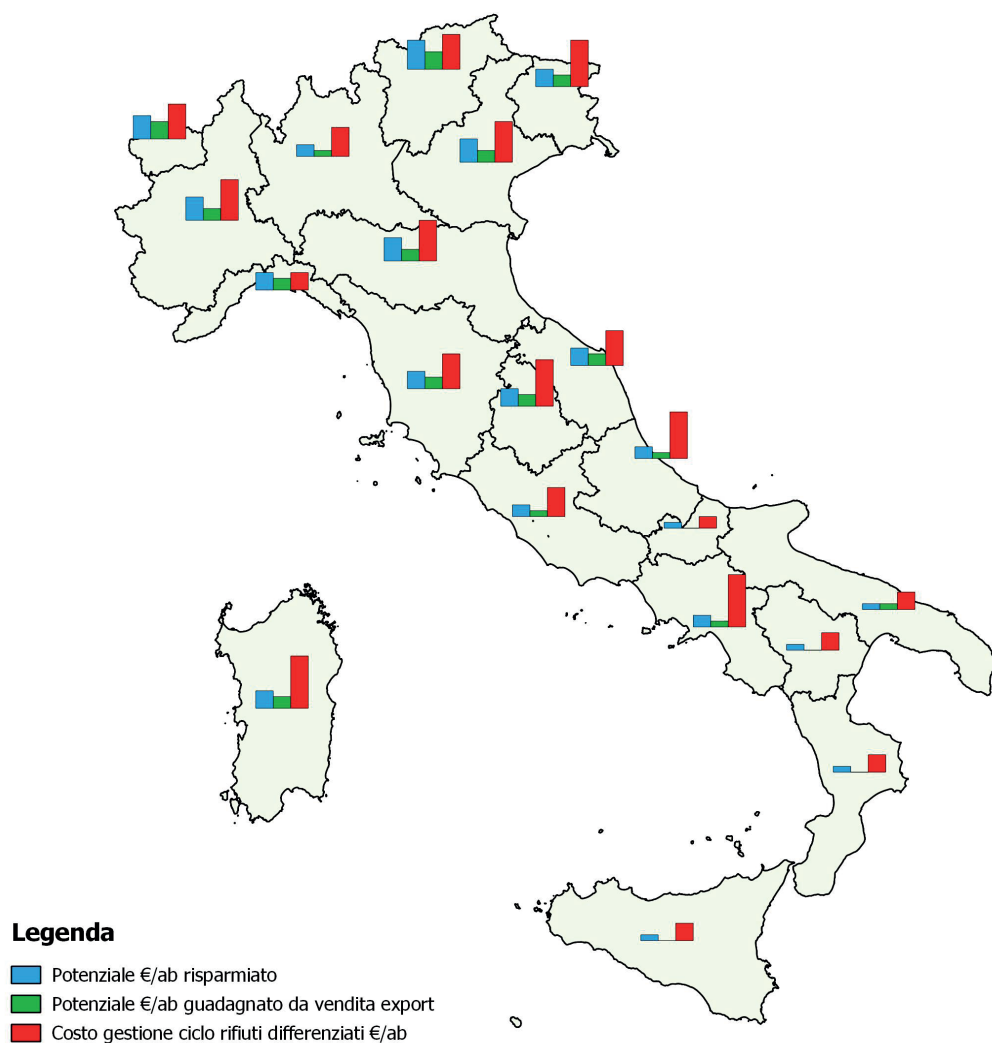 Legenda
Potenziale €/ab risparmiato
Potenziale €/ab guadagnato da vendita export
Costo gestione ciclo rifiuti differenziati €/ab